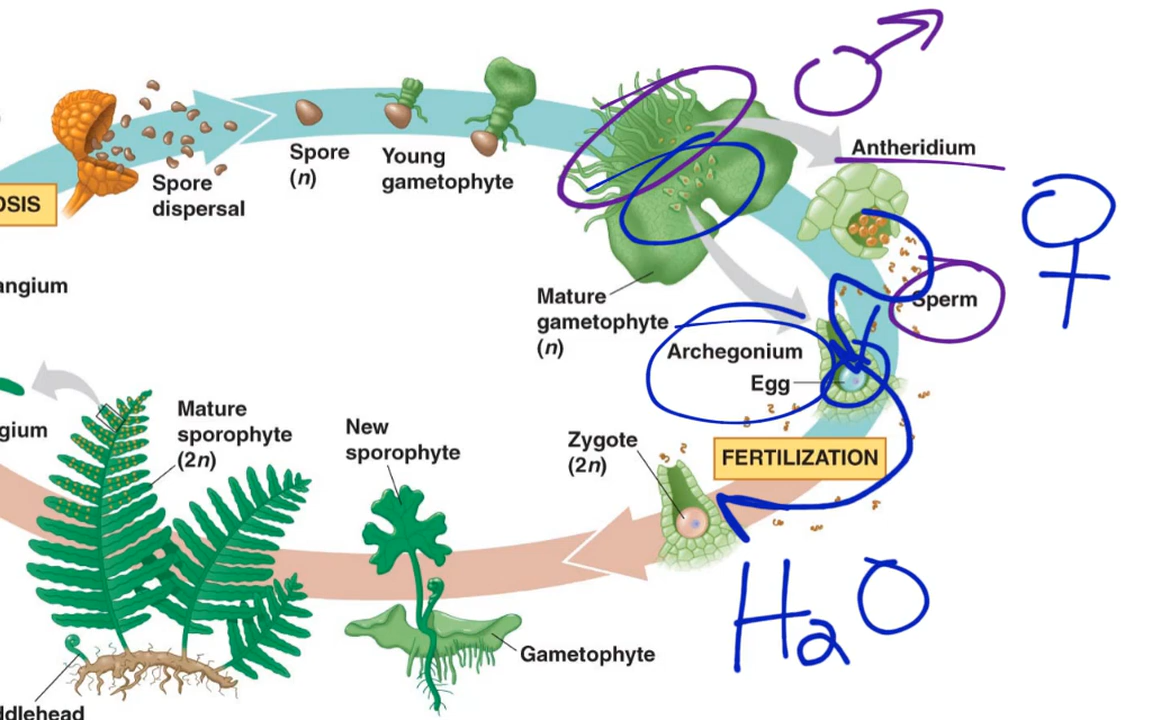 Spore
(n)
Young
gametophyte
Spore
dispersal
Antheridium
Sperm
Mature
gametophyte
(n)
Archegonium
Egg
FERTILIZATION
Zygote
(2n)
New
sporophyte
Mature
sporophyte
(2n)
Gametophyte
H2O
OSIS
angium
gium
ddlehead